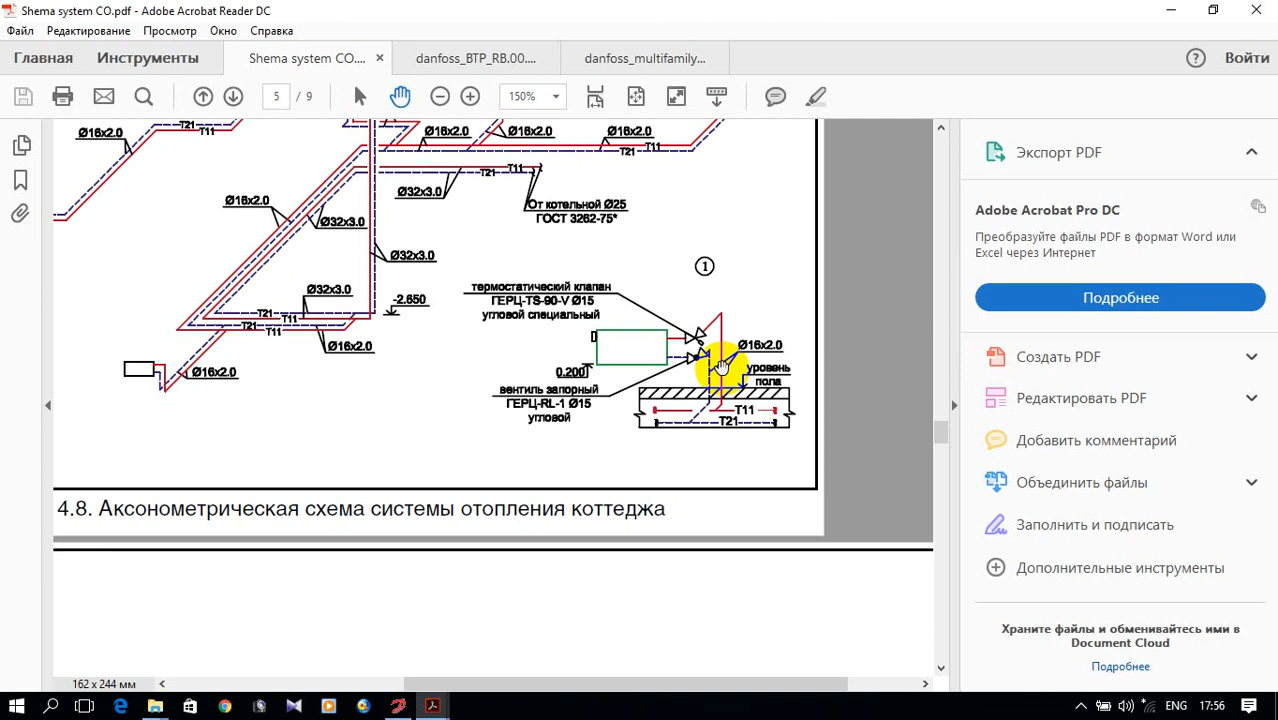 Shema system CO.pdf - Adobe Acrobat Reader DC
Файл Редактирование Просмотр Окно Справка
Главная Инструменты Shema system CO.... × danfoss_BTP_RB.00.... danfoss_multifamily... Войти
5 / 9 150%
Ø16x2.0
T21
T11
Ø16x2.0 Ø16x2.0 Ø16x2.0
T21 T11
T21 T11
Ø32x3.0
От котельной Ø25
ГОСТ 3262-75*
Ø16x2.0
Ø32x3.0
Ø32x3.0
1
термостатический клапан
ГЕРЦ-TS-90-V Ø15
угловой специальный
Ø32x3.0
-2.650
T21 T11
T21 T11
Ø16x2.0
Ø16x2.0
Ø16x2.0
уровень
пола
0.200
вентиль запорный
ГЕРЦ-RL-1 Ø15
угловой
T11
T21
4.8. Аксонометрическая схема системы отопления коттеджа
162 x 244 мм
Экспорт PDF
Adobe Acrobat Pro DC
Преобразуйте файлы PDF в формат Word или
Excel через Интернет
Подробнее
Создать PDF
Редактировать PDF
Добавить комментарий
Объединить файлы
Заполнить и подписать
Дополнительные инструменты
Храните файлы и обменивайтесь ими в
Document Cloud
Подробнее
ENG 17:56